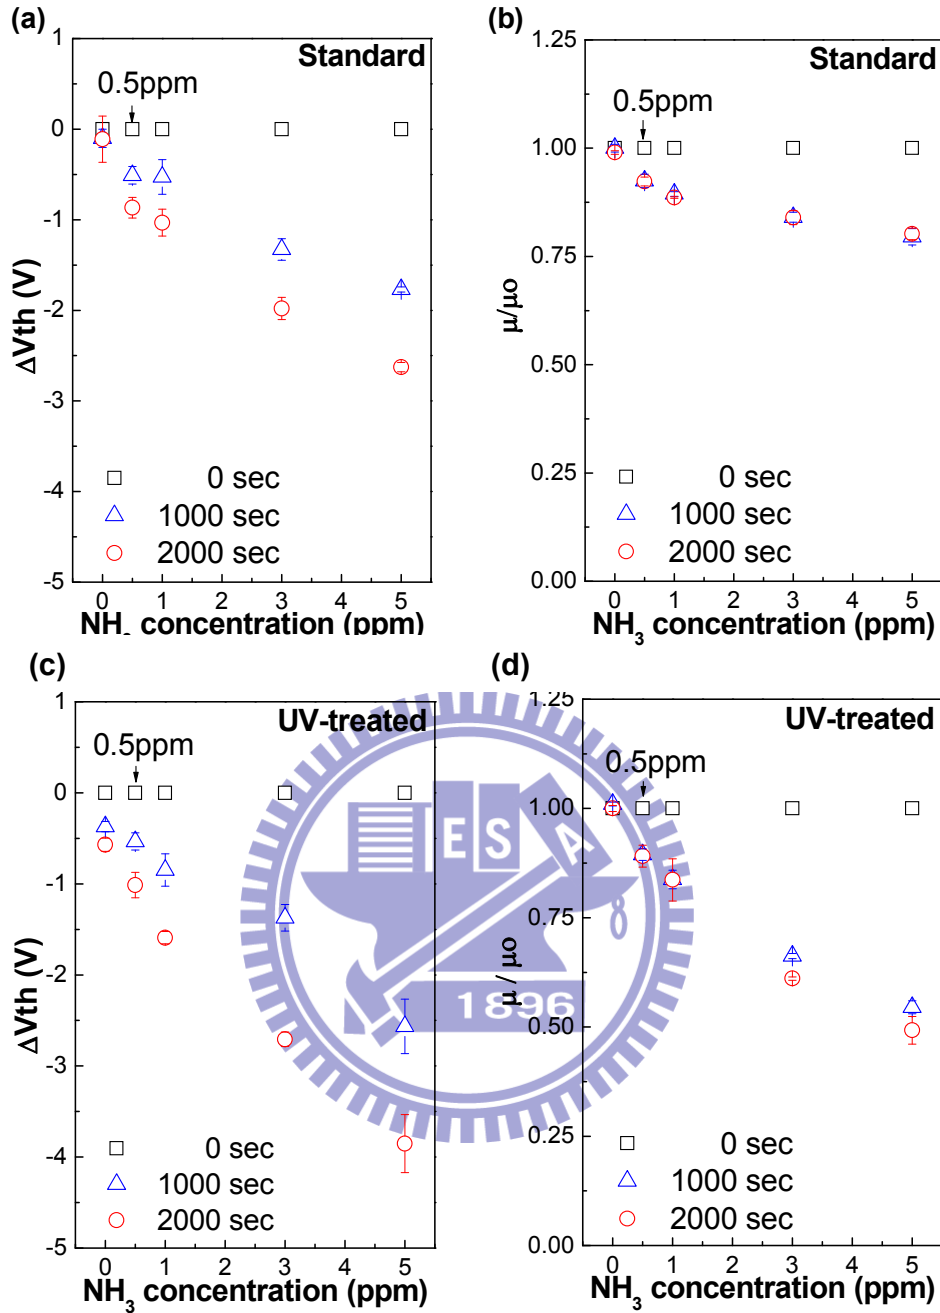 (a)
Standard
0.5ppm
1
0
-1
-2
-3
-4
-5
ΔVth (V)
0 sec
1000 sec
2000 sec
0 1 2 3 4 5
NH concentration (ppm)
(b)
Standard
0.5ppm
1.25
1.00
0.75
0.50
0.25
0.00
μ/μo
0 sec
1000 sec
2000 sec
0 1 2 3 4 5
NH3 concentration (ppm)
(c)
UV-treated
0.5ppm
1
0
-1
-2
-3
-4
-5
ΔVth (V)
0 sec
1000 sec
2000 sec
0 1 2 3 4 5
NH3 concentration (ppm)
(d)
UV-treated
0.5ppm
1.25
1.00
0.75
0.50
0.25
0.00
μ / μo
0 sec
1000 sec
2000 sec
0 1 2 3 4 5
NH3 concentration (ppm)
E S A
1896